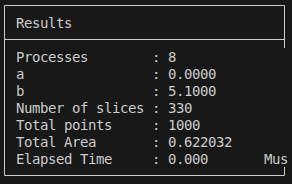 Results
Processes : 8
a : 0.0000
b : 5.1000
Number of slices : 330
Total points : 1000
Total Area : 0.622032
Elapsed Time : 0.000 Mus